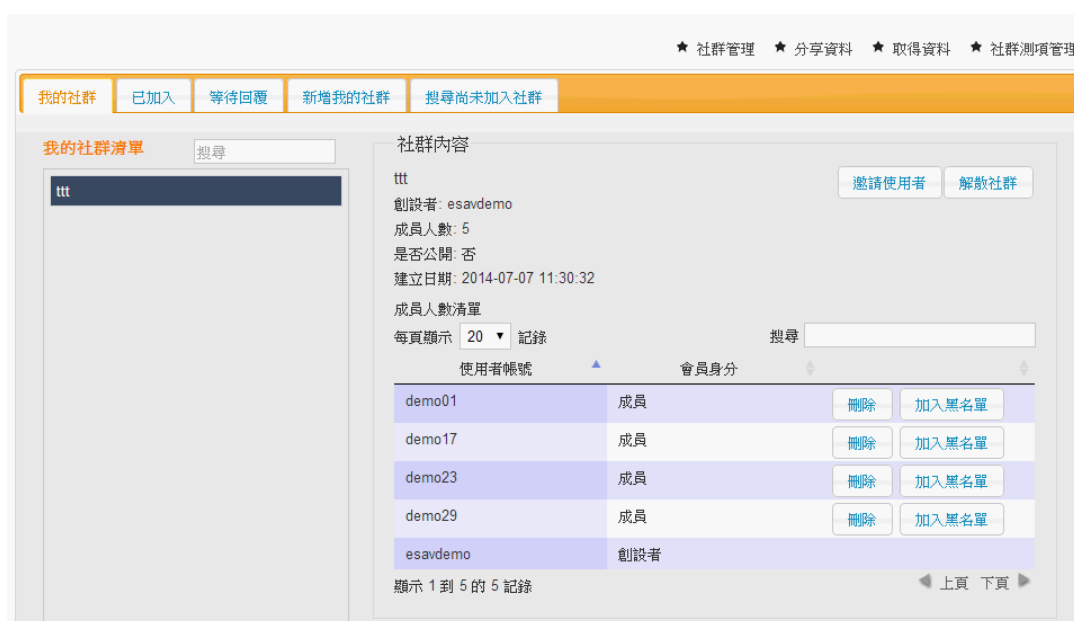 ★ 社群管理 ★ 分享資料 ★ 取得資料 ★ 社群測項管理
我的社群 已加入 等待回覆 新增我的社群 搜尋尚未加入社群
我的社群清單 搜尋
ttt
社群內容
ttt
邀請使用者 解散社群
創設者: esavdemo
成員人數: 5
是否公開: 否
建立日期: 2014-07-07 11:30:32
成員人數清單
每頁顯示 20 記錄 搜尋
使用者帳號 會員身分
demo01 成員 刪除 加入黑名單
demo17 成員 刪除 加入黑名單
demo23 成員 刪除 加入黑名單
demo29 成員 刪除 加入黑名單
esavdemo 創設者
顯示 1 到 5 的 5 記錄 上頁 下頁